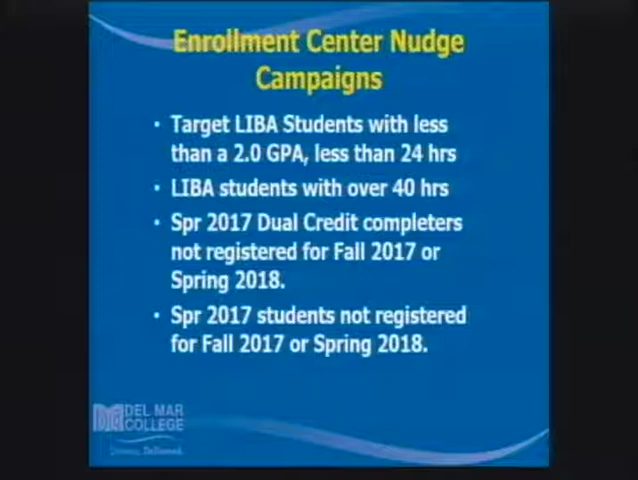 Enrollment Center Nudge
Campaigns
• Target LIBA Students with less
than a 2.0 GPA, less than 24 hrs
• LIBA students with over 40 hrs
• Spr 2017 Dual Credit completers
not registered for Fall 2017 or
Spring 2018.
• Spr 2017 students not registered
for Fall 2017 or Spring 2018.
DEL MAR
COLLEGE
Delivered.